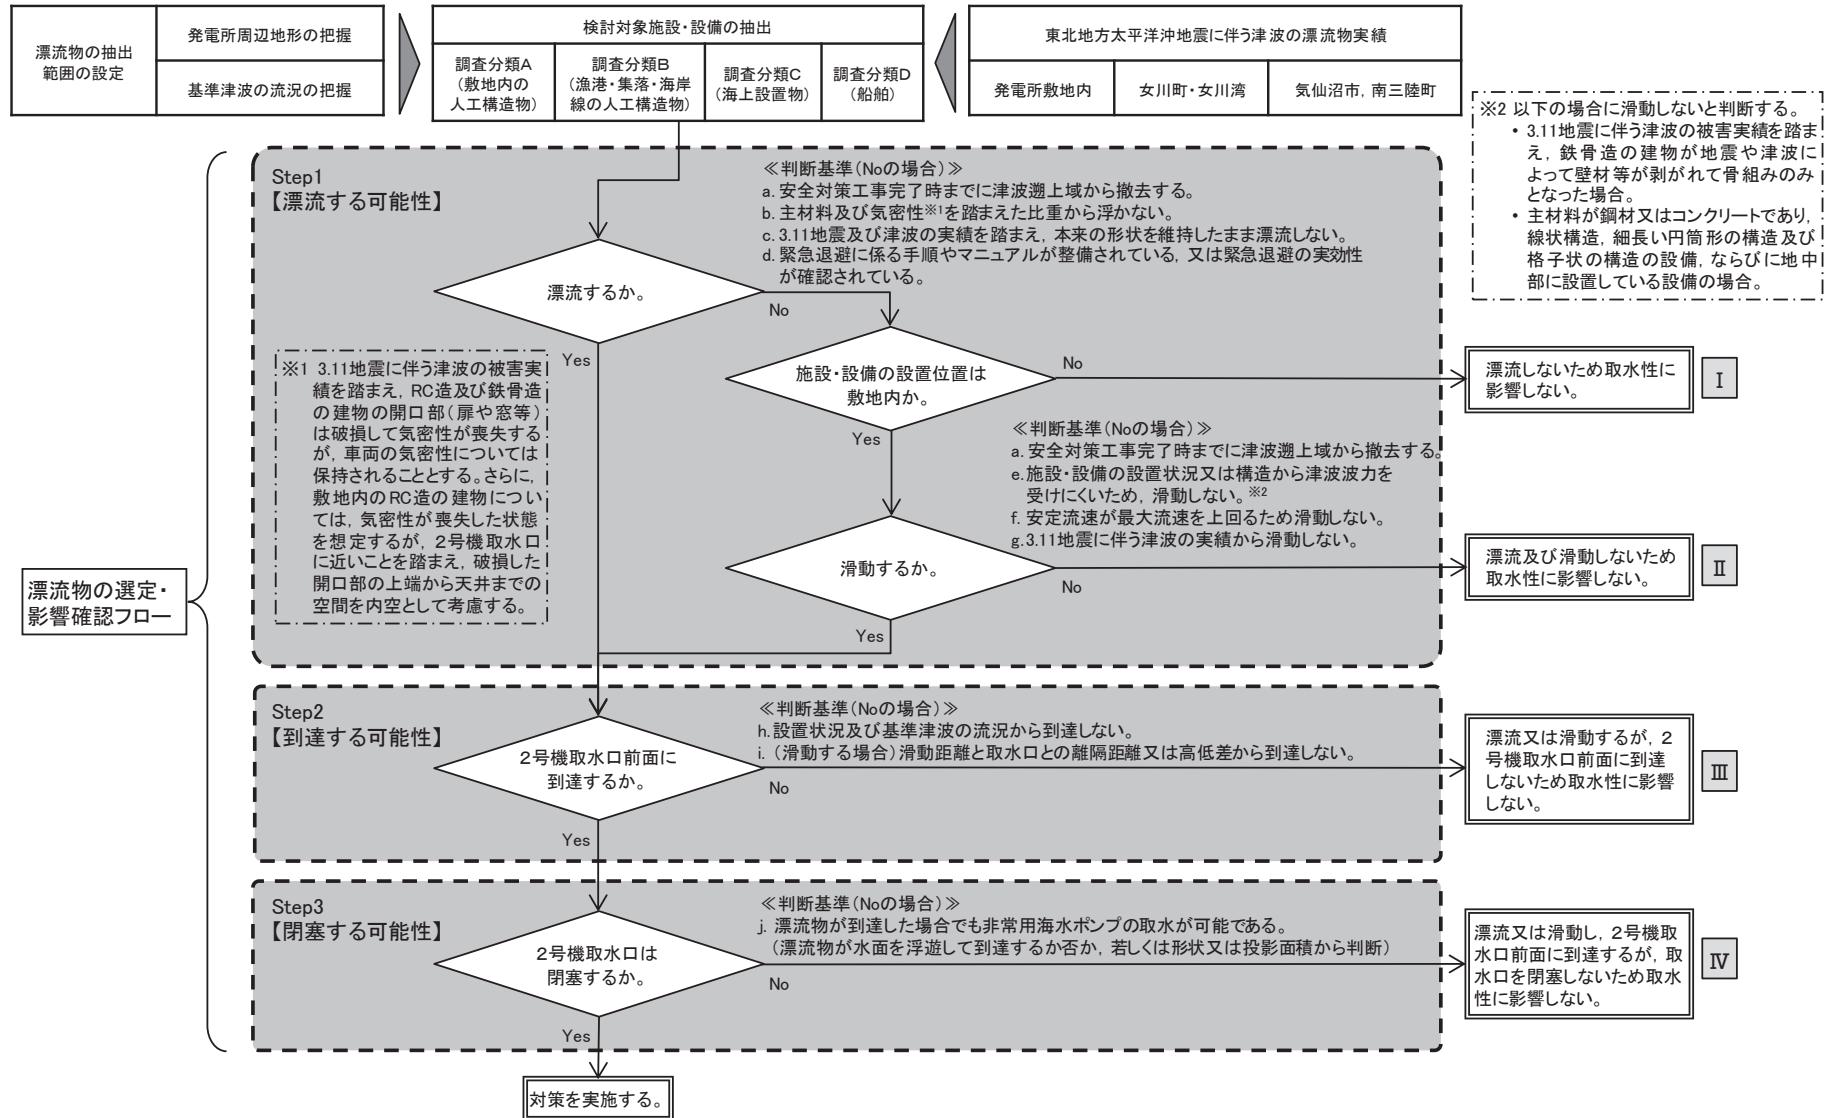 漂流物の抽出
範囲の設定
発電所周辺地形の把握
基準津波の流況の把握
検討対象施設・設備の抽出
調査分類A
(敷地内の
人工構造物)
調査分類B
(漁港・集落・海岸
線の人工構造物)
調査分類C
(海上設置物)
調査分類D
(船舶)
東北地方太平洋沖地震に伴う津波の漂流物実績
発電所敷地内
女川町・女川湾
気仙沼市，南三陸町
※2 以下の場合に滑動しないと判断する。
• 3.11地震に伴う津波の被害実績を踏ま
え，鉄骨造の建物が地震や津波に
よって壁材等が剥がれて骨組みのみ
となった場合。
• 主材料が鋼材又はコンクリートであり，
線状構造，細長い円筒形の構造及び
格子状の構造の設備，ならびに地中
部に設置している設備の場合。
漂流物の選定・
影響確認フロー
Step1
【漂流する可能性】
≪判断基準(Noの場合)≫
a. 安全対策工事完了時までに津波遡上域から撤去する。
b. 主材料及び気密性※1を踏まえた比重から浮かない。
c. 3.11地震及び津波の実績を踏まえ，本来の形状を維持したまま漂流しない。
d. 緊急退避に係る手順やマニュアルが整備されている，又は緊急退避の実効性
が確認されている。
漂流するか。
No
Yes
※1 3.11地震に伴う津波の被害実
績を踏まえ，RC造及び鉄骨造
の建物の開口部(扉や窓等)
は破損して気密性が喪失する
が，車両の気密性については
保持されることとする。さらに，
敷地内のRC造の建物につい
ては，気密性が喪失した状態
を想定するが，２号機取水口
に近いことを踏まえ，破損した
開口部の上端から天井までの
空間を内空として考慮する。
施設・設備の設置位置は
敷地内か。
No
Yes
漂流しないため取水性に
影響しない。
Ⅰ
≪判断基準(Noの場合)≫
a. 安全対策工事完了時までに津波遡上域から撤去する。
e. 施設・設備の設置状況又は構造から津波波力を
受けにくいため，滑動しない。※2
f. 安定流速が最大流速を上回るため滑動しない。
g. 3.11地震に伴う津波の実績から滑動しない。
滑動するか。
No
Yes
漂流及び滑動しないため
取水性に影響しない。
Ⅱ
Step2
【到達する可能性】
≪判断基準(Noの場合)≫
h. 設置状況及び基準津波の流況から到達しない。
i. (滑動する場合)滑動距離と取水口との離隔距離又は高低差から到達しない。
２号機取水口前面に
到達するか。
No
Yes
漂流又は滑動するが，２
号機取水口前面に到達
しないため取水性に影響
しない。
Ⅲ
Step3
【閉塞する可能性】
≪判断基準(Noの場合)≫
j. 漂流物が到達した場合でも非常用海水ポンプの取水が可能である。
(漂流物が水面を浮遊して到達するか否か，若しくは形状又は投影面積から判断)
２号機取水口は
閉塞するか。
No
Yes
漂流又は滑動し，２号機取
水口前面に到達するが，取
水口を閉塞しないため取水
性に影響しない。
Ⅳ
対策を実施する。